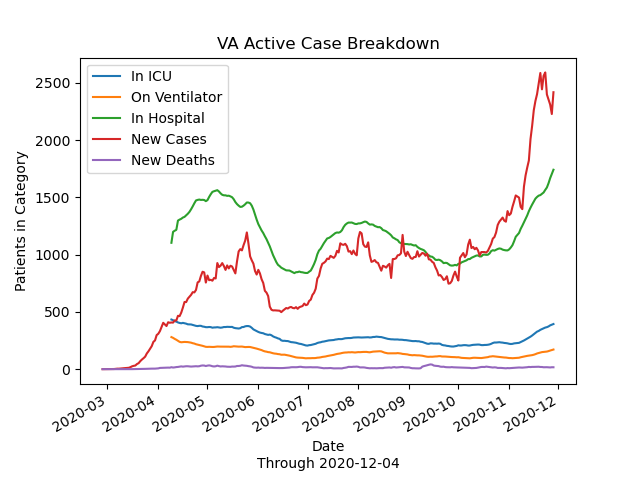 VA Active Case Breakdown
In ICU
On Ventilator
In Hospital
New Cases
New Deaths
Patients in Category
2500
2000
1500
1000
500
0
2020-03
2020-04
2020-05
2020-06
2020-07
2020-08
2020-09
2020-10
2020-11
2020-12
Date
Through 2020-12-04